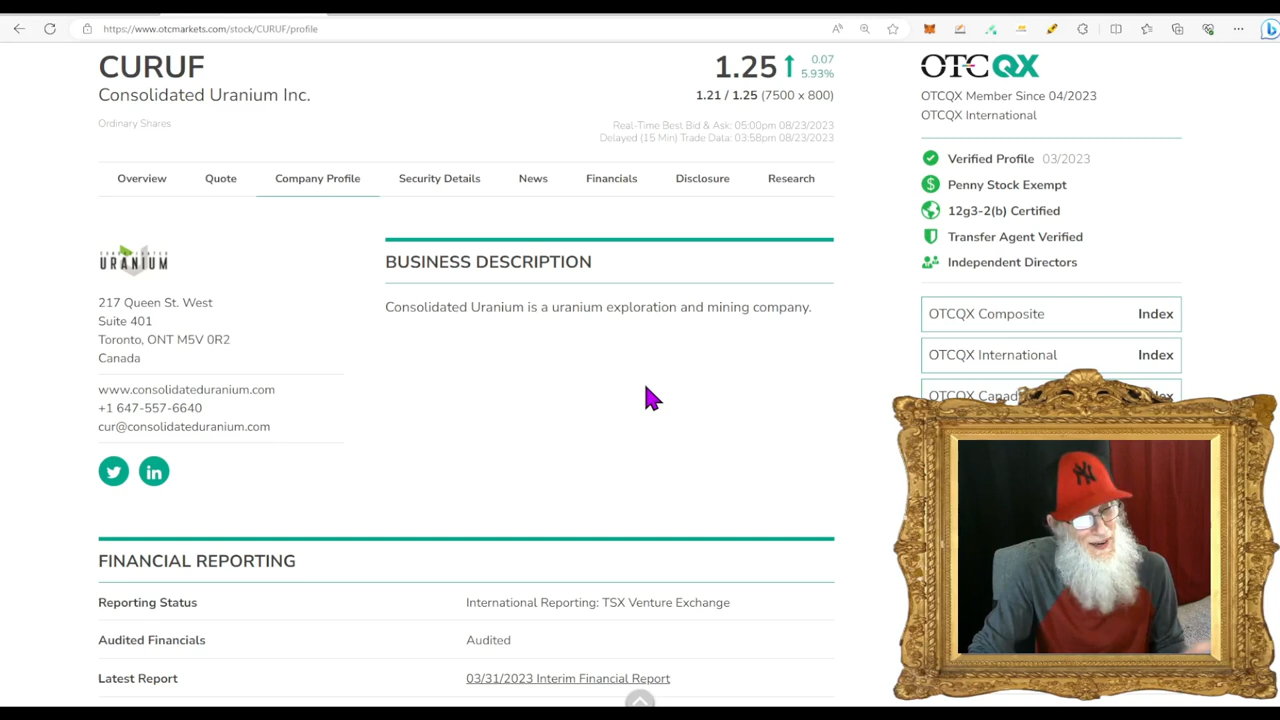 https://www.otcmarkets.com/stock/CURUF/profile
CURUF
Consolidated Uranium Inc.
Ordinary Shares
1.25 0.07
5.93%
1.21 / 1.25 (7500 x 800)
Real-Time Best Bid & Ask: 05:00pm 08/23/2023
Delayed (15 Min) Trade Data: 03:58pm 08/23/2023
Overview Quote Company Profile Security Details News Financials Disclosure Research
URANIUM
217 Queen St. West
Suite 401
Toronto, ONT M5V 0R2
Canada
www.consolidateduranium.com
+1 647-557-6640
cur@consolidateduranium.com
BUSINESS DESCRIPTION
Consolidated Uranium is a uranium exploration and mining company.
FINANCIAL REPORTING
Reporting Status International Reporting: TSX Venture Exchange
Audited Financials Audited
Latest Report 03/31/2023 Interim Financial Report
OTCQX
OTCQX Member Since 04/2023
OTCQX International
Verified Profile 03/2023
Penny Stock Exempt
12g3-2(b) Certified
Transfer Agent Verified
Independent Directors
OTCQX Composite Index
OTCQX International Index
OTCQX
NY